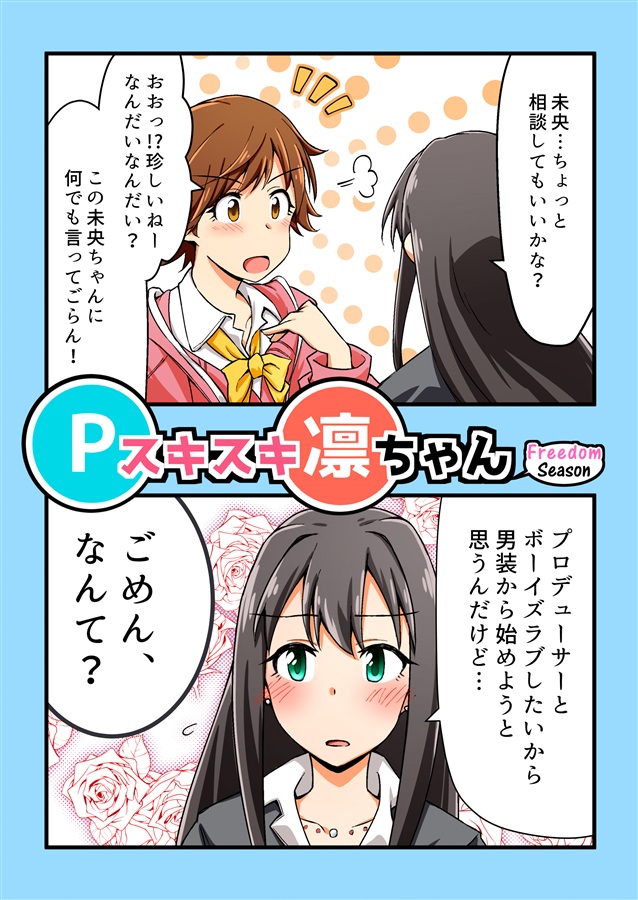 未央…ちょっと
相談してもいいかな？
おおっ!?珍しいねー
なんだいなんだい？
この未央ちゃんに
何でも言ってごらん！
Pスキスキ凛ちゃん
Freedom
Season
プロデューサーと
ボーイズラブしたいから
男装から始めようと
思うんだけど…
ごめん、
なんて？